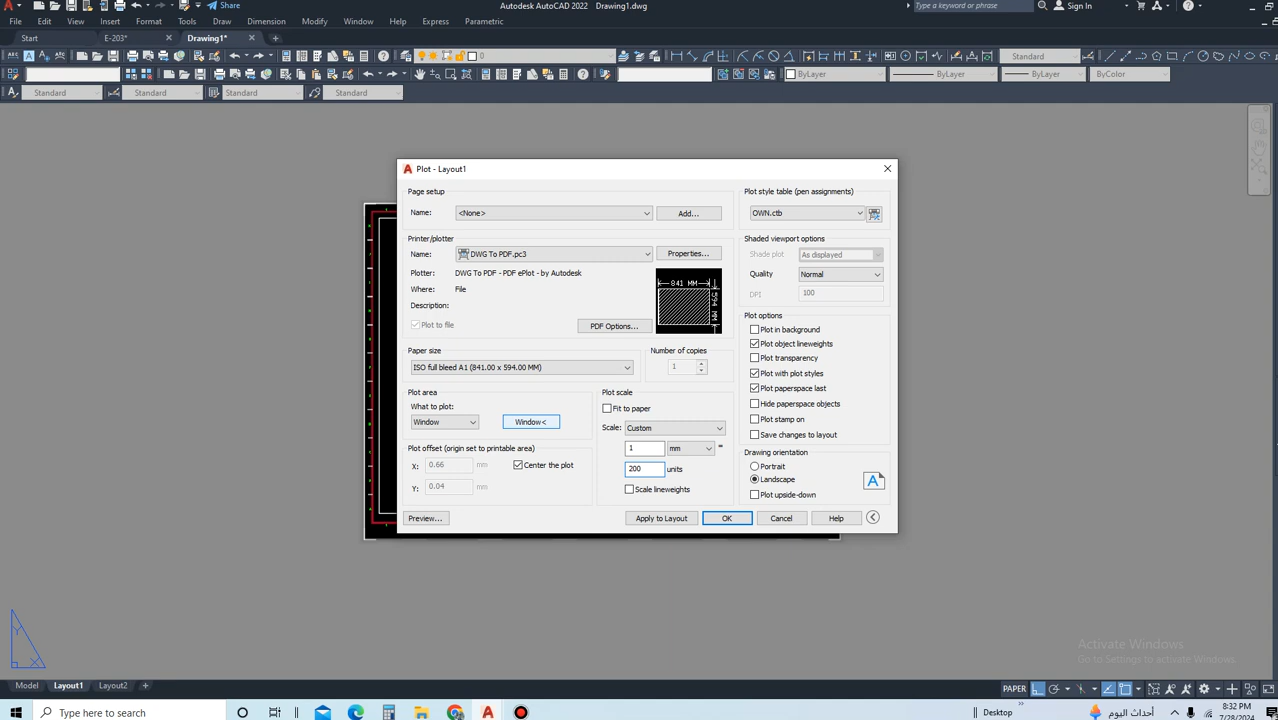 Share
Autodesk AutoCAD 2022 Drawing1.dwg
Type a keyword or phrase
Sign In
File Edit View Insert Format Tools Draw Dimension Modify Window Help Express Parametric
Start E-203* Drawing1*
0
Standard
ByLayer ByLayer ByLayer ByColor
Standard Standard Standard Standard
Plot - Layout1
Page setup
Name: <None> Add...
Printer/plotter
Name: DWG To PDF.pc3 Properties...
Plotter: DWG To PDF - PDF ePlot - by Autodesk
Where: File
Description:
Plot to file
PDF Options...
841 MM
594 MM
Paper size
ISO full bleed A1 (841.00 x 594.00 MM)
Number of copies
1
Plot area
What to plot:
Window Window<
Plot offset (origin set to printable area)
X: 0.66 mm Center the plot
Y: 0.04 mm
Plot scale
Fit to paper
Scale: Custom
1 mm =
200 units
Scale lineweights
Plot style table (pen assignments)
OWN.ctb
Shaded viewport options
Shade plot As displayed
Quality Normal
DPI 100
Plot options
Plot in background
Plot object lineweights
Plot transparency
Plot with plot styles
Plot paperspace last
Hide paperspace objects
Plot stamp on
Save changes to layout
Drawing orientation
Portrait
Landscape
Plot upside-down
A
Preview... Apply to Layout OK Cancel Help
Y
X
Activate Windows
Go to Settings to activate Windows.
Model Layout1 Layout2 +
PAPER
Type here to search
Desktop
أحداث اليوم
8:32 PM
7/28/2024